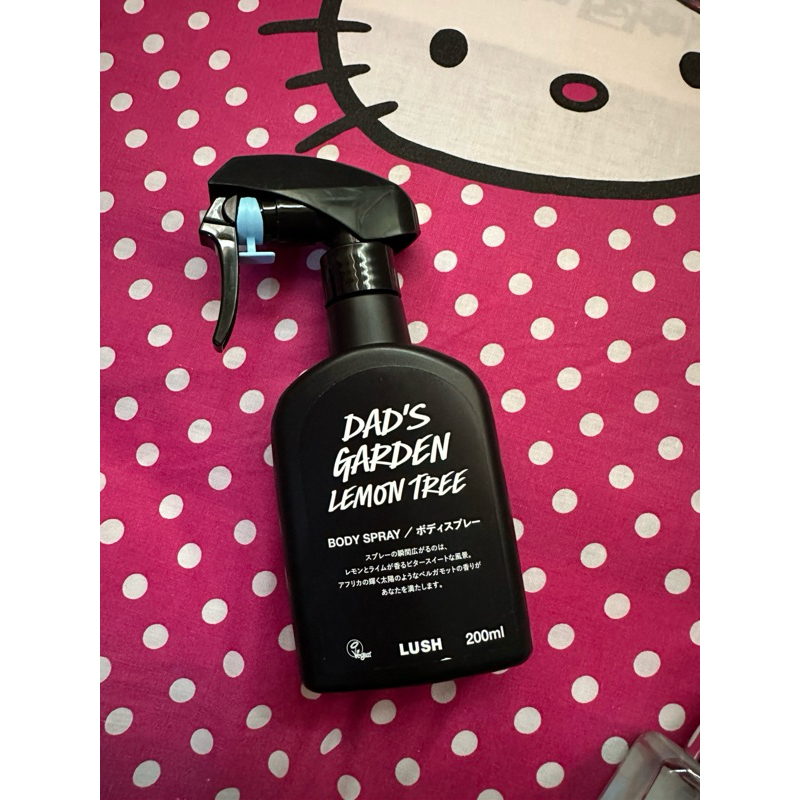 DAD'S
GARDEN
LEMON TREE
BODY SPRAY / ボディスプレー
スプレーの瞬間広がるのは、
レモンとライムが香るビタースイートな風景。
アフリカの輝く太陽のようなベルガモットの香りが
あなたを満たします。
Vegan
LUSH
200ml